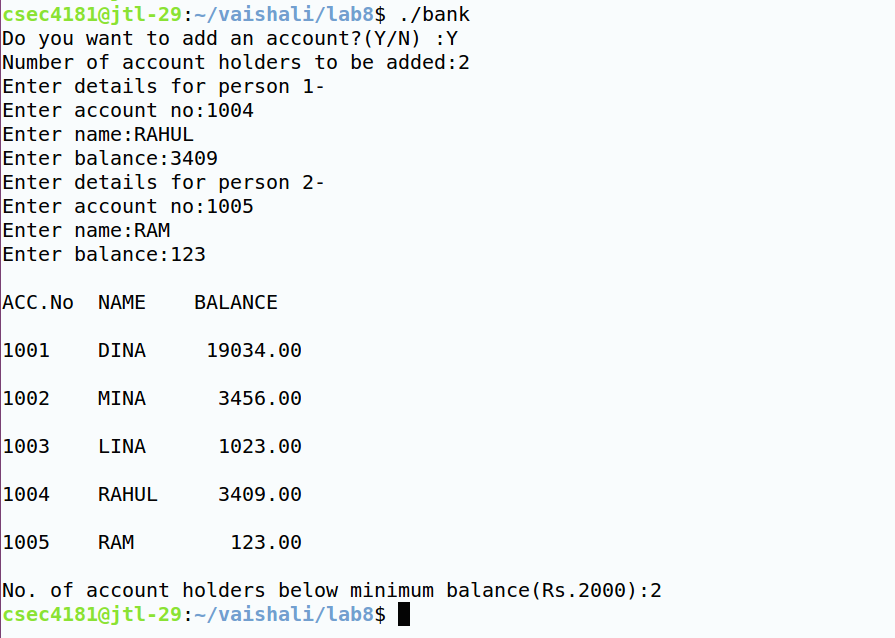 csec4181@jtl-29:~/vaishali/lab8$ ./bank
Do you want to add an account?(Y/N) :Y
Number of account holders to be added:2
Enter details for person 1-
Enter account no:1004
Enter name:RAHUL
Enter balance:3409
Enter details for person 2-
Enter account no:1005
Enter name:RAM
Enter balance:123
ACC.No  NAME    BALANCE
1001    DINA     19034.00
1002    MINA      3456.00
1003    LINA      1023.00
1004    RAHUL     3409.00
1005    RAM        123.00
No. of account holders below minimum balance(Rs.2000):2
csec4181@jtl-29:~/vaishali/lab8$